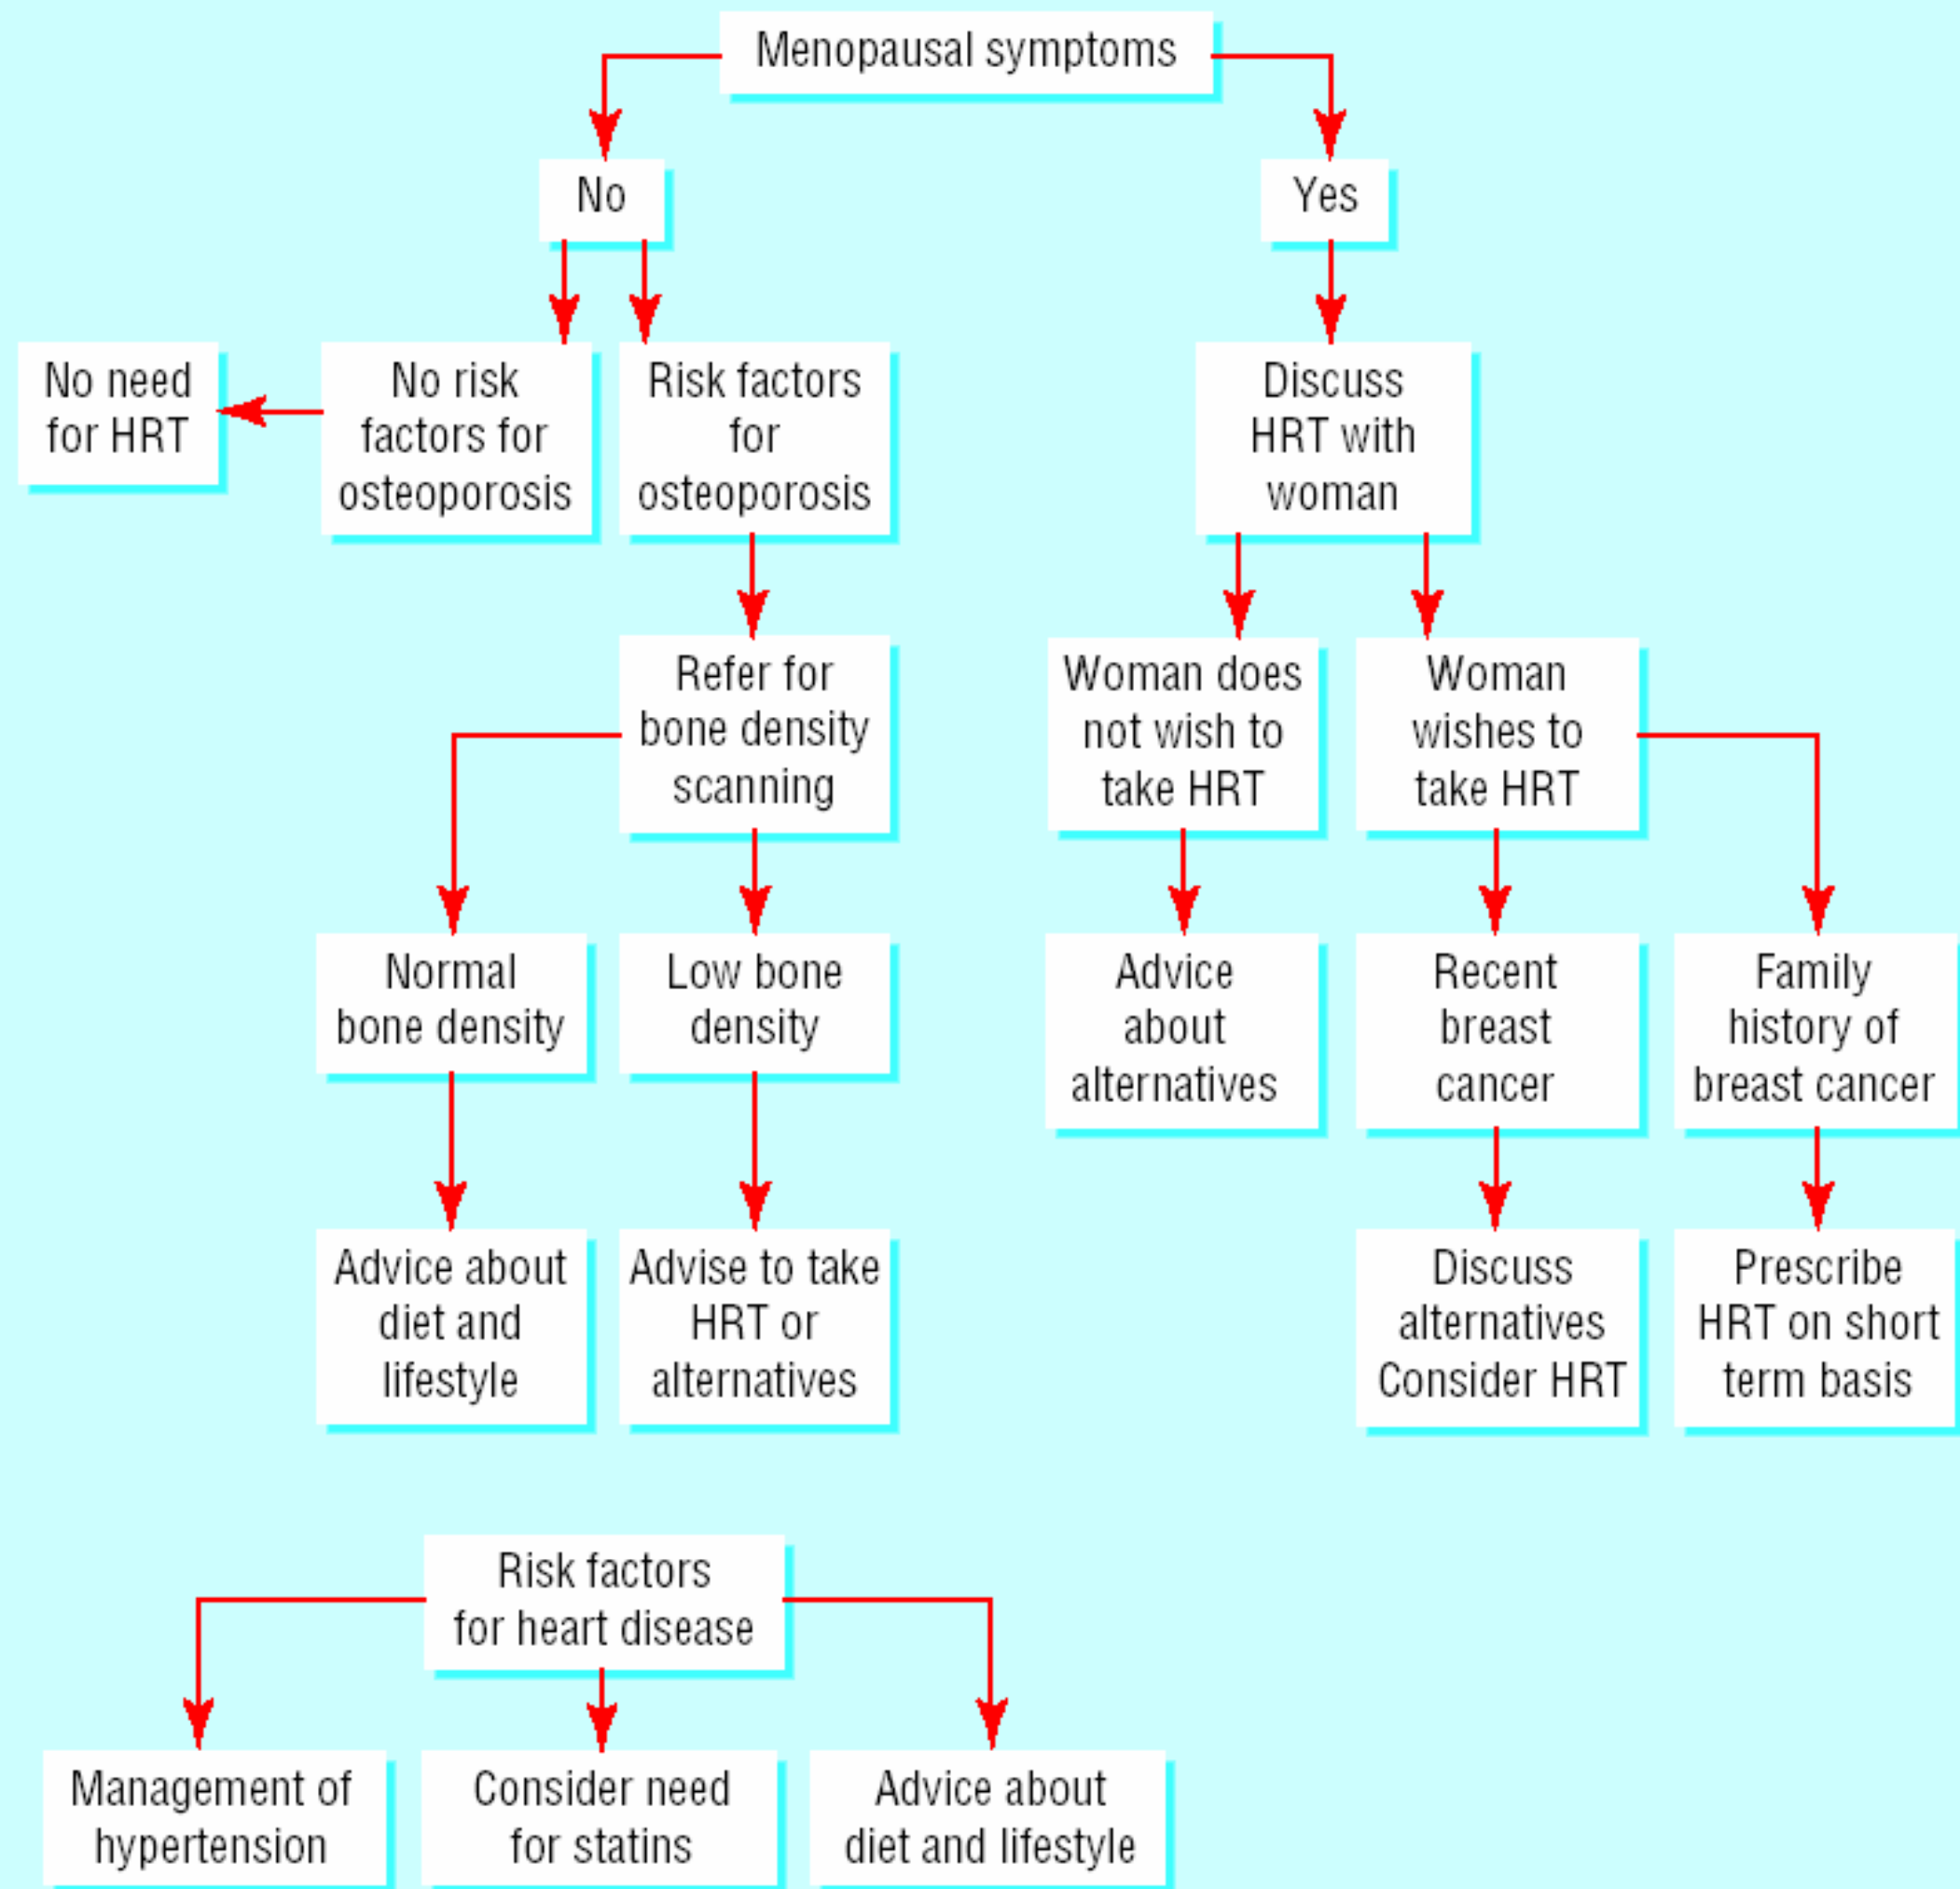 Menopausal symptoms
No
Yes
No need
for HRT
No risk
factors for
osteoporosis
Risk factors
for
osteoporosis
Discuss
HRT with
woman
Refer for
bone density
scanning
Woman does
not wish to
take HRT
Woman
wishes to
take HRT
Normal
bone density
Low bone
density
Advice
about
alternatives
Recent
breast
cancer
Family
history of
breast cancer
Advice about
diet and
lifestyle
Advise to take
HRT or
alternatives
Discuss
alternatives
Consider HRT
Prescribe
HRT on short
term basis
Risk factors
for heart disease
Management of
hypertension
Consider need
for statins
Advice about
diet and lifestyle